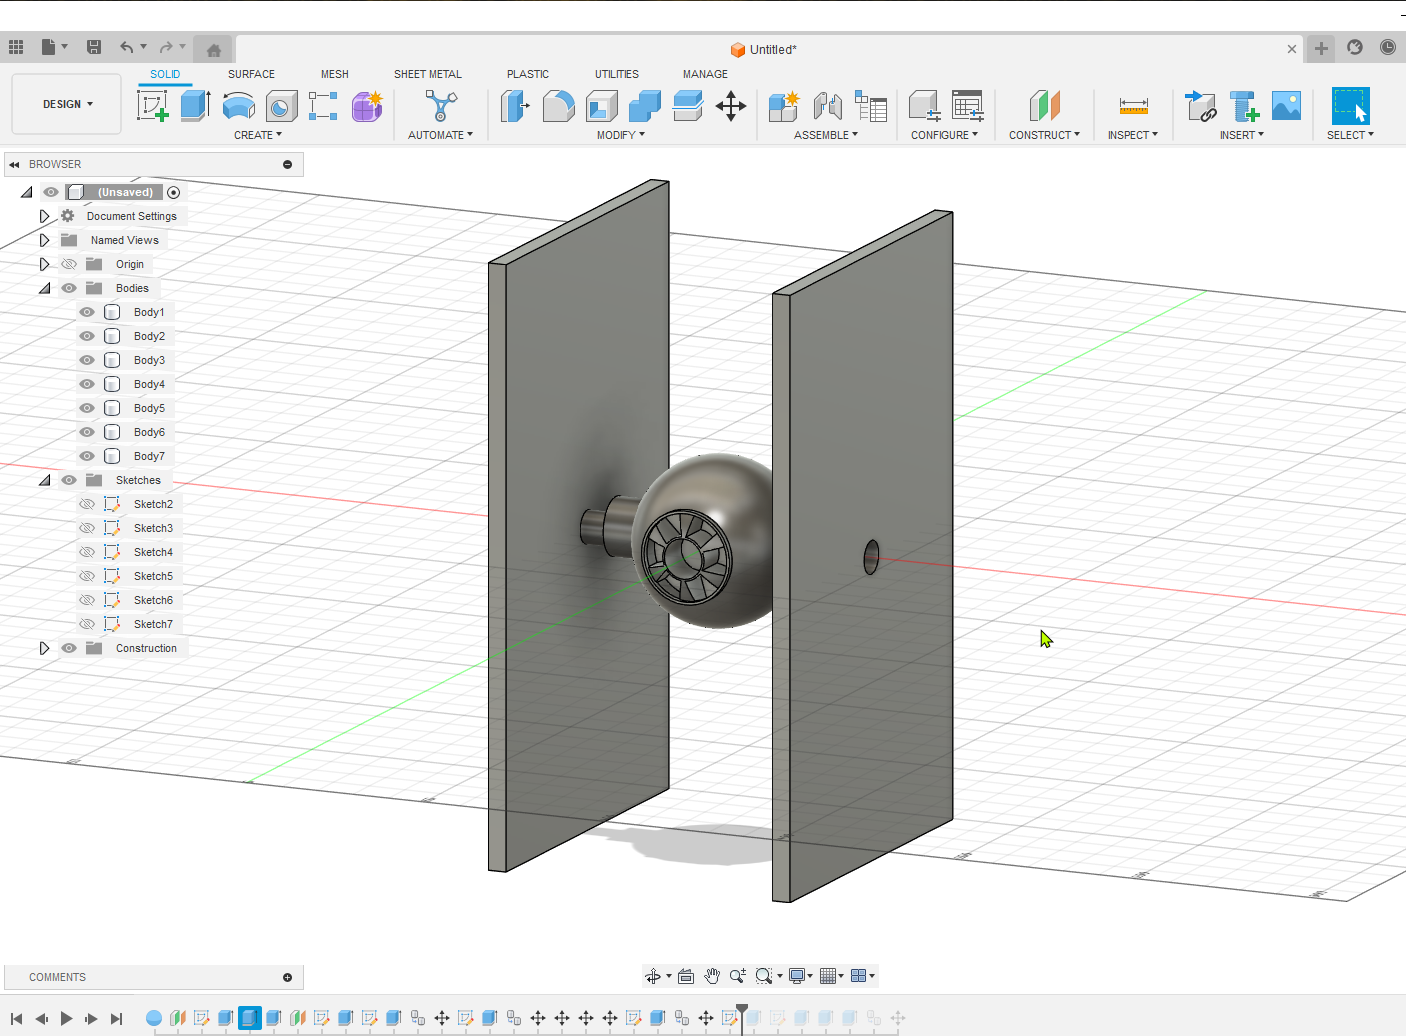 Untitled*
SOLID SURFACE MESH SHEET METAL PLASTIC UTILITIES MANAGE
DESIGN
CREATE AUTOMATE MODIFY ASSEMBLE CONFIGURE CONSTRUCT INSPECT INSERT SELECT
BROWSER
(Unsaved)
Document Settings
Named Views
Origin
Bodies
Body1
Body2
Body3
Body4
Body5
Body6
Body7
Sketches
Sketch2
Sketch3
Sketch4
Sketch5
Sketch6
Sketch7
Construction
COMMENTS